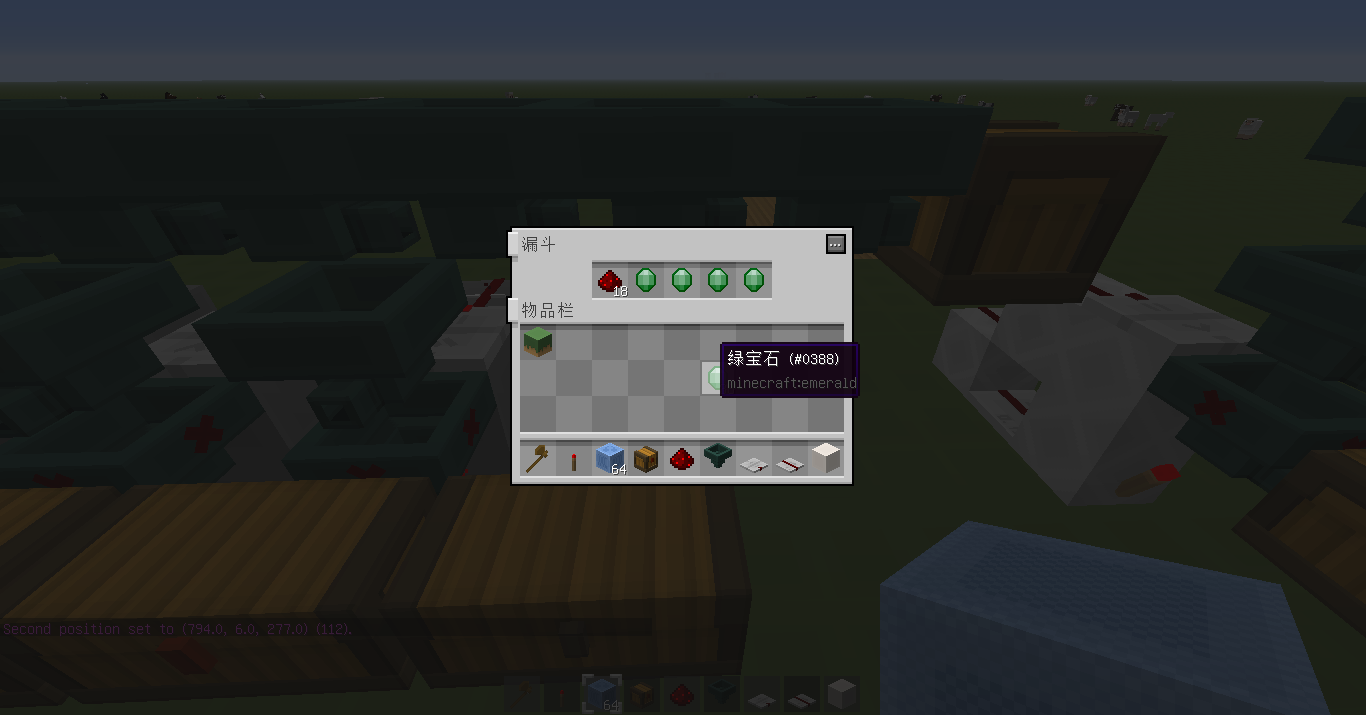 漏斗
...
18
物品栏
绿宝石 (#0388)
minecraft:emerald
64
Second position set to (794.0, 6.0, 277.0) (112).
64